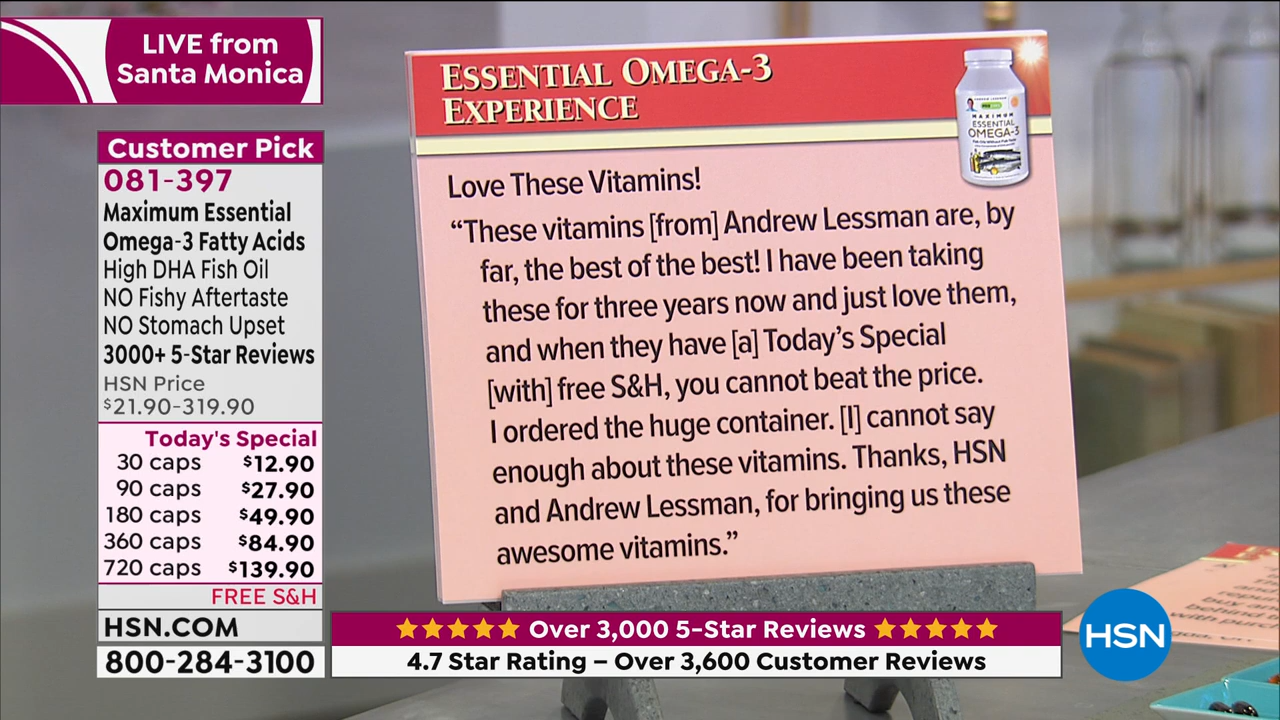 LIVE from
Santa Monica
Customer Pick
081-397
Maximum Essential
Omega-3 Fatty Acids
High DHA Fish Oil
NO Fishy Aftertaste
NO Stomach Upset
3000+ 5-Star Reviews
HSN Price
$21.90-319.90
Today's Special
30 caps $12.90
90 caps $27.90
180 caps $49.90
360 caps $84.90
720 caps $139.90
FREE S&H
HSN.COM
800-284-3100
ESSENTIAL OMEGA-3
EXPERIENCE
MAXIMUM
ESSENTIAL
OMEGA-3
Love These Vitamins!
“These vitamins [from] Andrew Lessman are, by
far, the best of the best! I have been taking
these for three years now and just love them,
and when they have [a] Today’s Special
[with] free S&H, you cannot beat the price.
I ordered the huge container. [I] cannot say
enough about these vitamins. Thanks, HSN
and Andrew Lessman, for bringing us these
awesome vitamins.”
Over 3,000 5-Star Reviews
4.7 Star Rating – Over 3,600 Customer Reviews
HSN